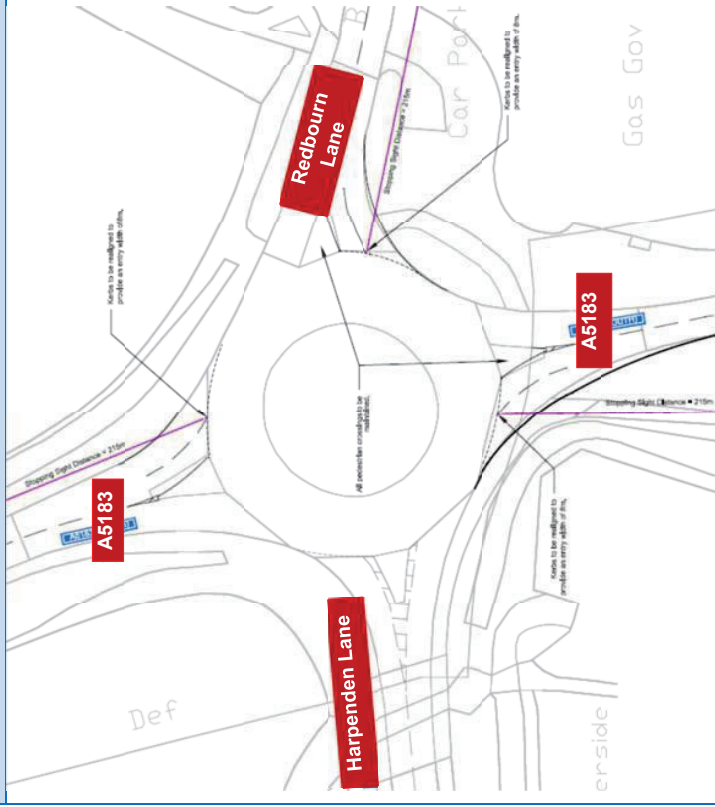 Redbourn
Lane
Car Park
Gas Gov
Kerbs to be realigned to
provide an entry width of 8m.
Stopping Sight Distance = 215m
Kerbs to be realigned to
provide an entry width of 8m.
A5183
Stopping Sight Distance = 215m
All pedestrian crossings to be
maintained.
Stopping Sight Distance = 215m
A5183
Kerbs to be realigned to
provide an entry width of 8m.
Harpenden Lane
Def
erside